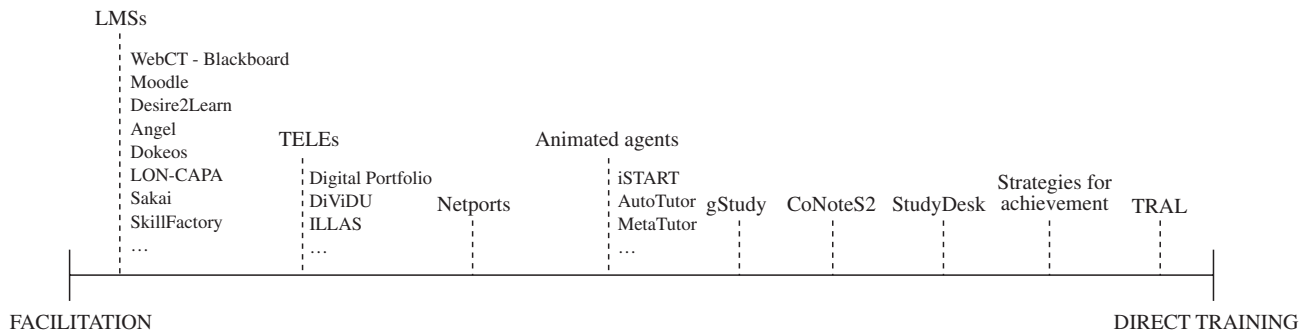 LMSs
WebCT - Blackboard
Moodle
Desire2Learn
Angel
Dokeos
LON-CAPA
Sakai
SkillFactory
…
TELEs
Digital Portfolio
DiViDU
ILLAS
…
Netports
Animated agents
iSTART
AutoTutor
MetaTutor
…
gStudy
CoNoteS2
StudyDesk
Strategies for
achievement
TRAL
FACILITATION
DIRECT TRAINING